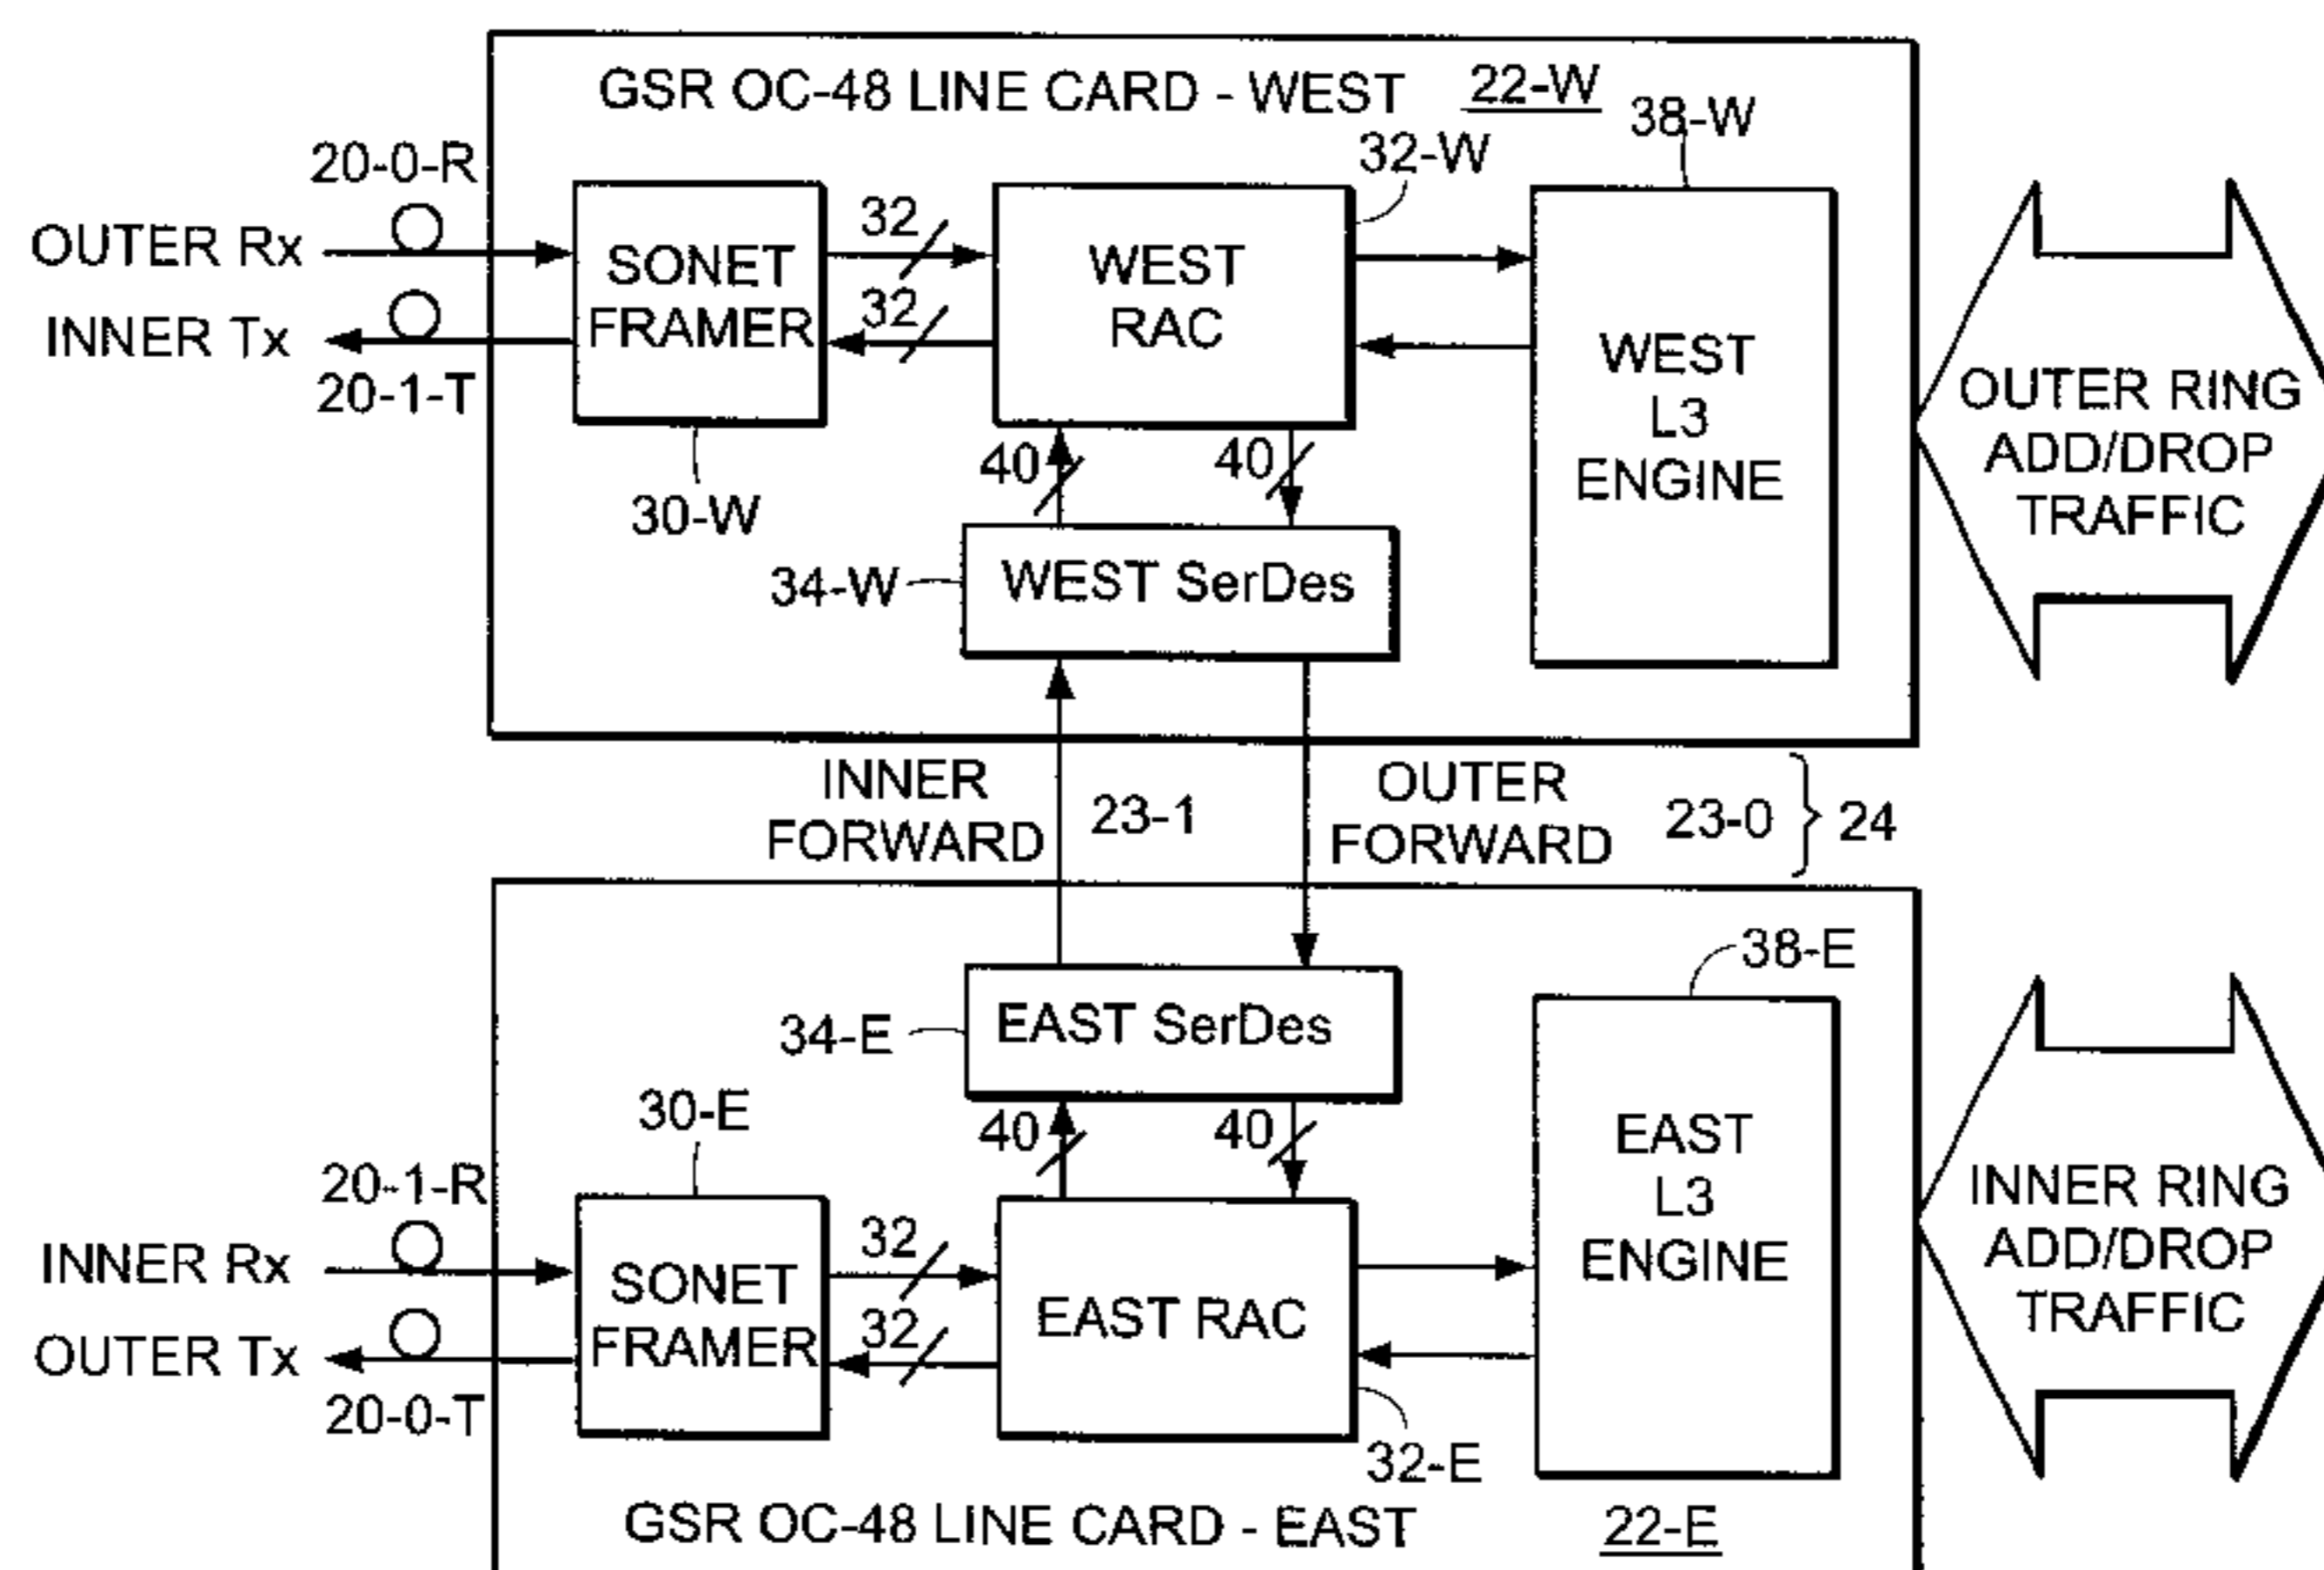 GSR OC-48 LINE CARD - WEST 22-W
38-W
32-W
20-0-R
OUTER Rx
INNER Tx
20-1-T
SONET
FRAMER
30-W
32
32
WEST
RAC
WEST
L3
ENGINE
OUTER RING
ADD/DROP
TRAFFIC
40
40
34-W
WEST SerDes
INNER
FORWARD
23-1
OUTER
FORWARD
23-0
24
38-E
34-E
EAST SerDes
40
40
30-E
20-1-R
INNER Rx
OUTER Tx
20-0-T
SONET
FRAMER
32
32
EAST RAC
32-E
EAST
L3
ENGINE
INNER RING
ADD/DROP
TRAFFIC
GSR OC-48 LINE CARD - EAST 22-E